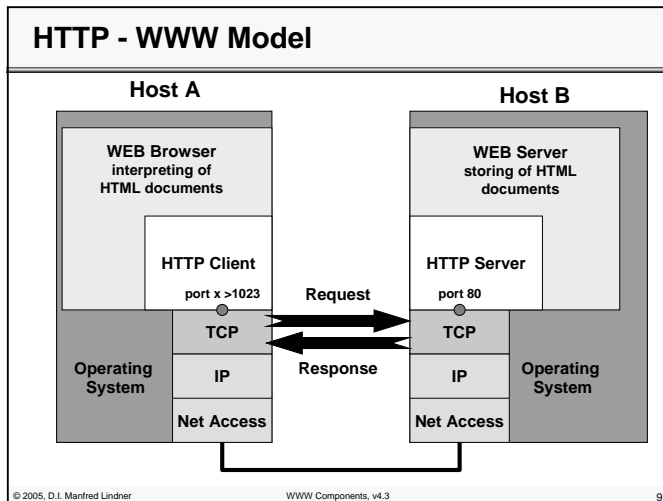 HTTP - WWW Model
Host A
Host B
WEB Browser
interpreting of
HTML documents
WEB Server
storing of HTML
documents
HTTP Client
port x >1023
HTTP Server
port 80
Request
Response
Operating
System
TCP
IP
Net Access
TCP
IP
Net Access
Operating
System
© 2005, D.I. Manfred Lindner
WWW Components, v4.3
9